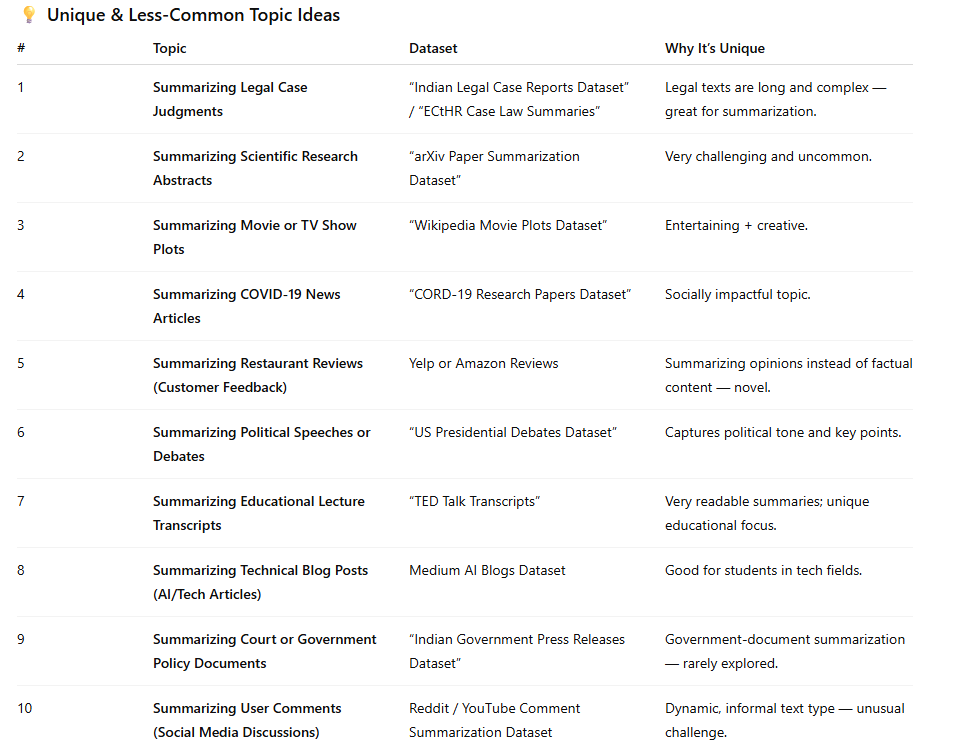 💡 Unique & Less-Common Topic Ideas
# Topic Dataset Why It’s Unique
1 Summarizing Legal Case “Indian Legal Case Reports Dataset” Legal texts are long and complex —
Judgments / “ECtHR Case Law Summaries” great for summarization.
2 Summarizing Scientific Research “arXiv Paper Summarization Very challenging and uncommon.
Abstracts Dataset”
3 Summarizing Movie or TV Show “Wikipedia Movie Plots Dataset” Entertaining + creative.
Plots
4 Summarizing COVID-19 News “CORD-19 Research Papers Dataset” Socially impactful topic.
Articles
5 Summarizing Restaurant Reviews Yelp or Amazon Reviews Summarizing opinions instead of factual
(Customer Feedback) content — novel.
6 Summarizing Political Speeches or “US Presidential Debates Dataset” Captures political tone and key points.
Debates
7 Summarizing Educational Lecture “TED Talk Transcripts” Very readable summaries; unique
Transcripts educational focus.
8 Summarizing Technical Blog Posts Medium AI Blogs Dataset Good for students in tech fields.
(AI/Tech Articles)
9 Summarizing Court or Government “Indian Government Press Releases Government-document summarization
Policy Documents Dataset” — rarely explored.
10 Summarizing User Comments Reddit / YouTube Comment Dynamic, informal text type — unusual
(Social Media Discussions) Summarization Dataset challenge.